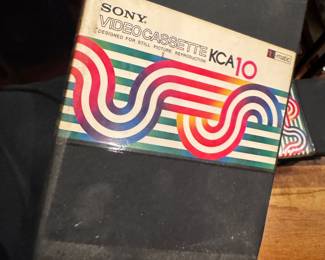 SONY.
VIDEOCASSETTE KCA10
DESIGNED FOR STILL PICTURE REPRODUCTION